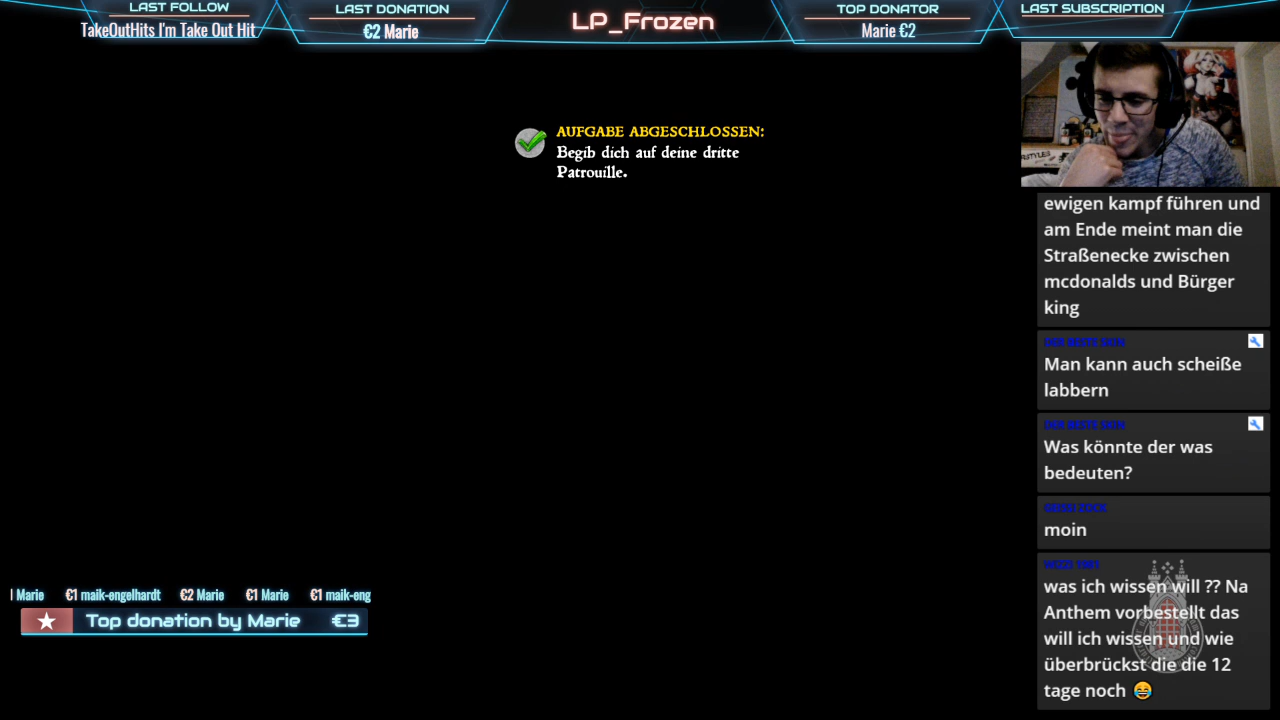 LAST FOLLOW
TakeOutHits I'm Take Out Hit
LAST DONATION
€2 Marie
LP_Frozen
TOP DONATOR
Marie €2
LAST SUBSCRIPTION
AUFGABE ABGESCHLOSSEN:
Begib dich auf deine dritte
Patrouille.
ewigen kampf führen und
am Ende meint man die
Straßenecke zwischen
mcdonalds und Bürger
king
Man kann auch scheiße
labbern
Was könnte der was
bedeuten?
moin
was ich wissen will ?? Na
Anthem vorbestellt das
will ich wissen und wie
überbrückst die die 12
tage noch 😂
Marie €1 maik-engelhardt €2 Marie €1 Marie €1 maik-eng
Top donation by Marie €3